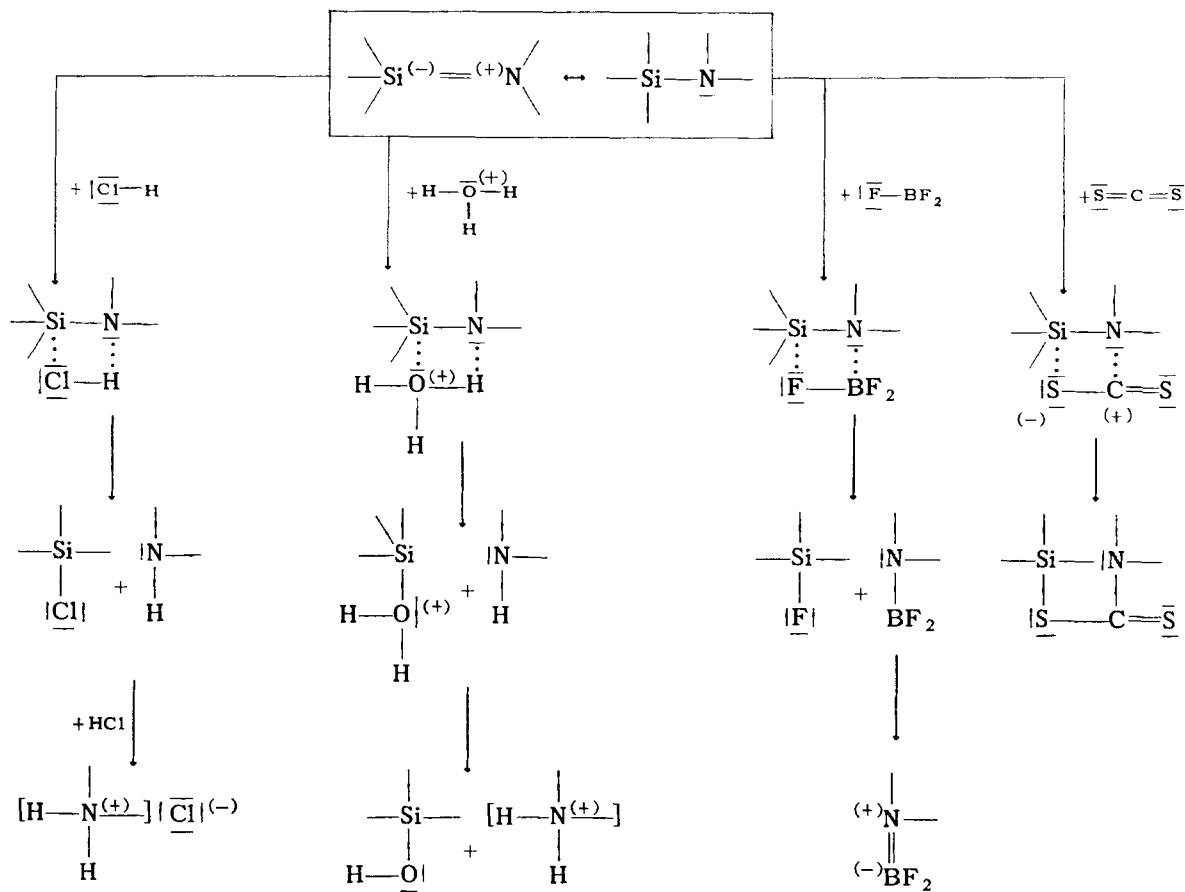 Si(-) = (+)N ↔ Si—N
+ |Cl—H
+ H—O(+)—H
H
+ |F—BF2
+ S=C=S
Si—N
Si—N
Si—N
Si—N
|Cl—H
H—O(+)—H
|F—BF2
|S—C=S
(-) (+)
H
Si + |N
Si + |N
Si + |N
Si |N
|Cl| H
H—O|(+) H
|F| BF2
|S—C=S
H
+HCl
[H—N(+)—] |Cl|(-)
Si + [H—N(+)—]
(+)N
H
H—O| H
(-)BF2